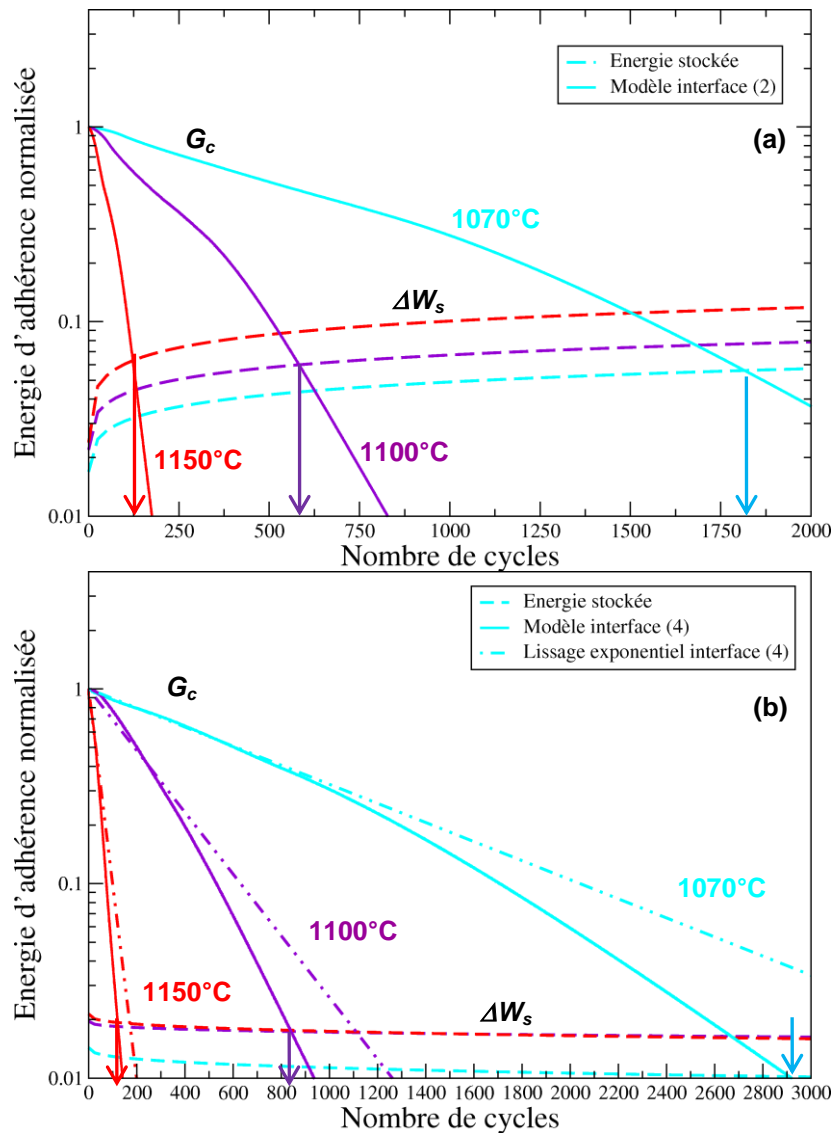 Energie stockée
Modèle interface (2)
(a)
G_c
1070°C
ΔW_s
1150°C
1100°C
Energie d'adhérence normalisée
1
0.1
0.01
0 250 500 750 1000 1250 1500 1750 2000
Nombre de cycles
Energie stockée
Modèle interface (4)
Lissage exponentiel interface (4)
(b)
G_c
1070°C
1100°C
1150°C
ΔW_s
Energie d'adhérence normalisée
1
0.1
0.01
0 200 400 600 800 1000 1200 1400 1600 1800 2000 2200 2400 2600 2800 3000
Nombre de cycles